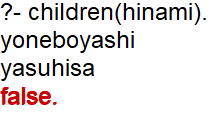 ?- children(hinami).
yoneboyashi
yasuhisa
false.